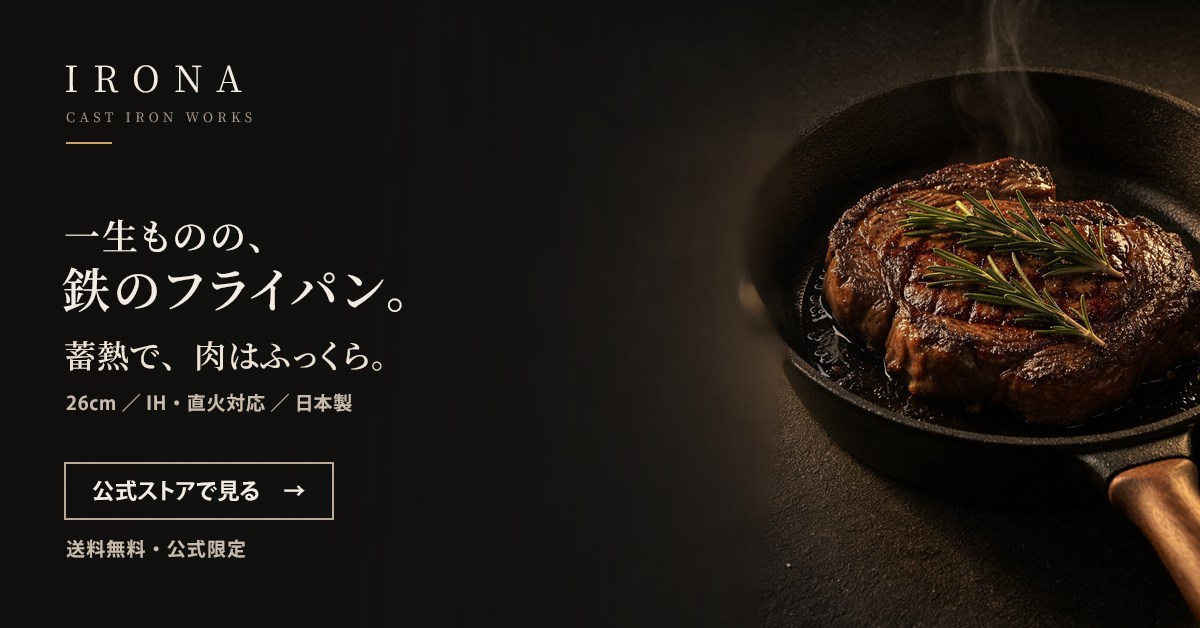 IRONA
CAST IRON WORKS
一生ものの、
鉄のフライパン。
蓄熱で、肉はふっくら。
26cm ／ IH・直火対応 ／ 日本製
公式ストアで見る →
送料無料・公式限定